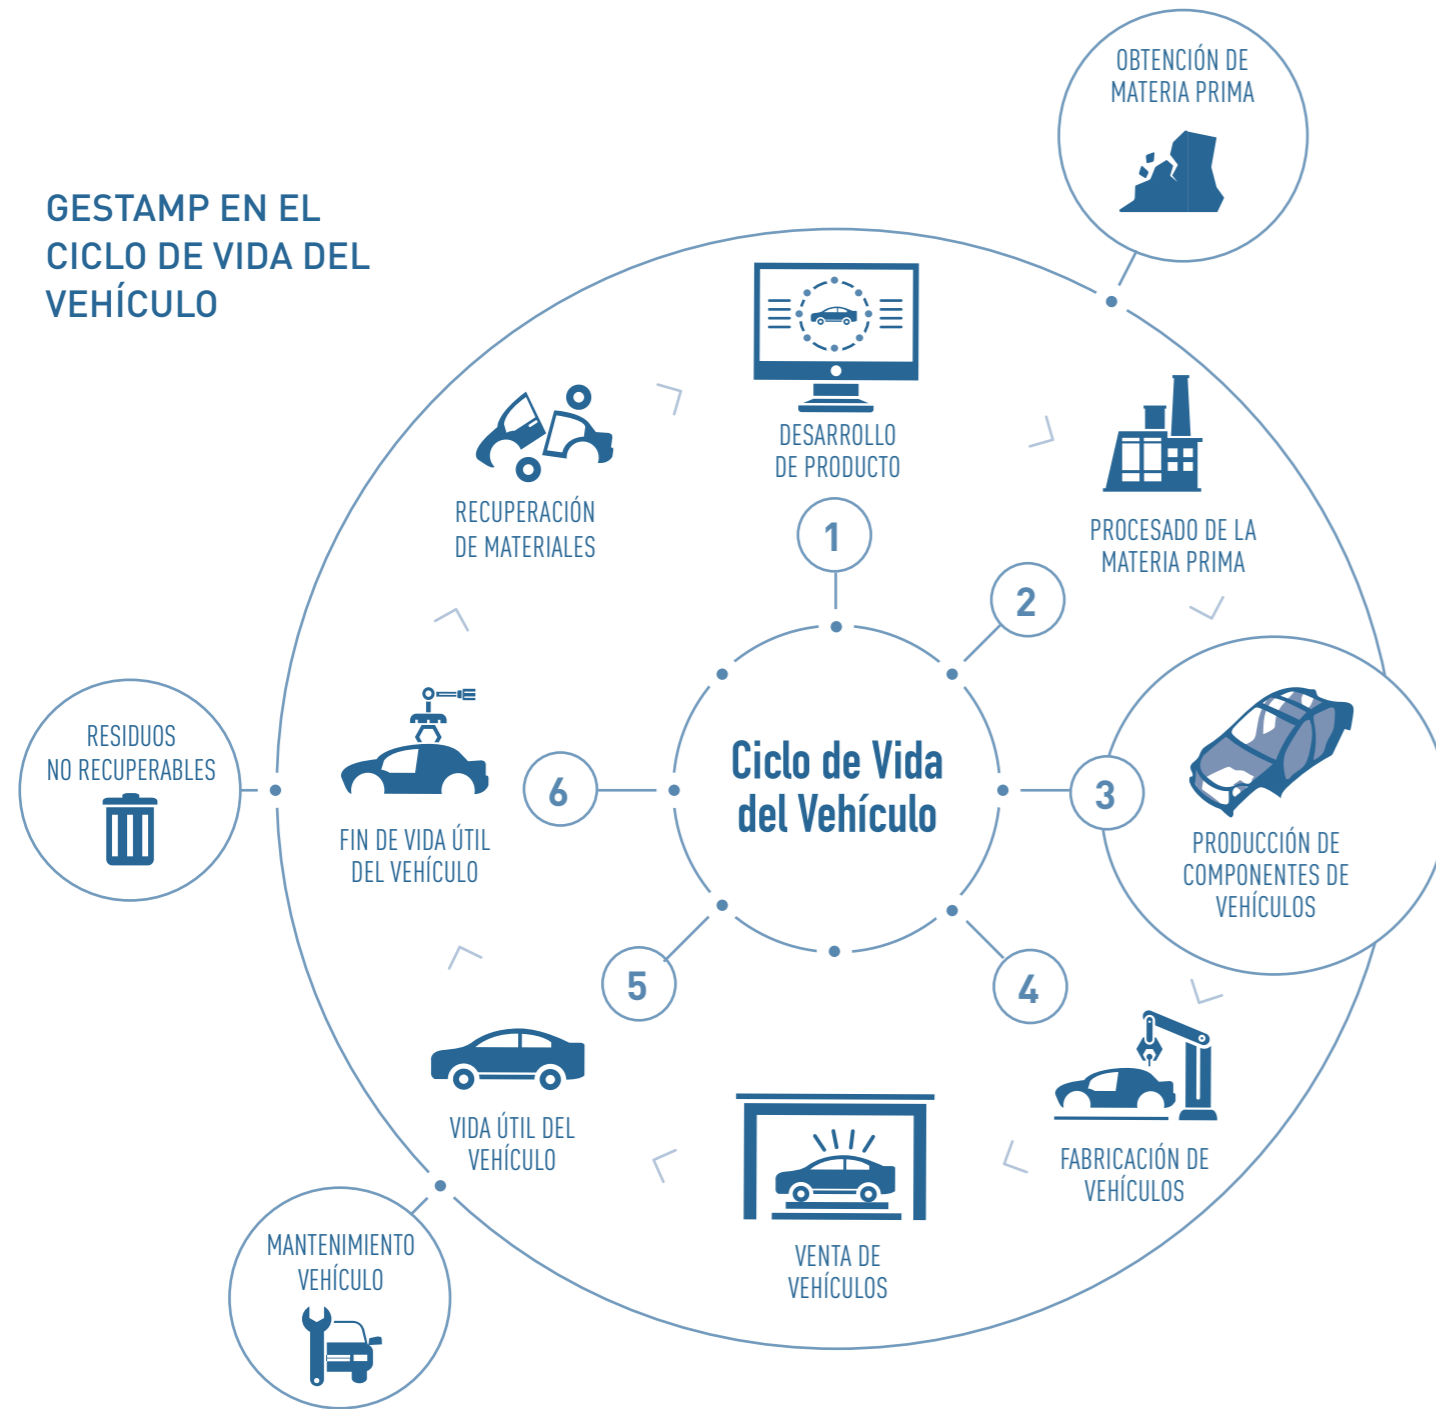 GESTAMP EN EL
CICLO DE VIDA DEL
VEHÍCULO
OBTENCIÓN DE
MATERIA PRIMA
DESARROLLO
DE PRODUCTO
1
PROCESADO DE LA
MATERIA PRIMA
2
PRODUCCIÓN DE
COMPONENTES DE
VEHÍCULOS
3
FABRICACIÓN DE
VEHÍCULOS
4
VENTA DE
VEHÍCULOS
VIDA ÚTIL DEL
VEHÍCULO
5
MANTENIMIENTO
VEHÍCULO
FIN DE VIDA ÚTIL
DEL VEHÍCULO
6
RESIDUOS
NO RECUPERABLES
RECUPERACIÓN
DE MATERIALES
Ciclo de Vida
del Vehículo